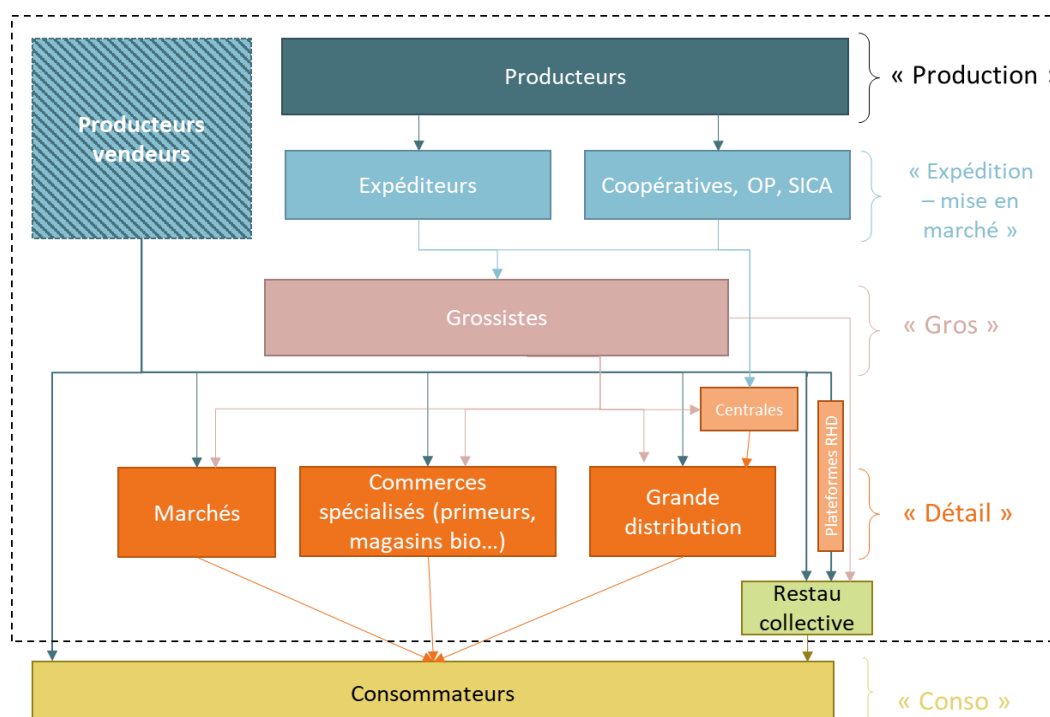 Producteurs
« Production »
Producteurs
vendeurs
Expéditeurs
Coopératives, OP, SICA
« Expédition
– mise en
marché »
Grossistes
« Gros »
Centrales
Plateformes RHD
Marchés
Commerces
spécialisés (primeurs,
magasins bio…)
Grande
distribution
« Détail »
Restau
collective
Consommateurs
« Conso »